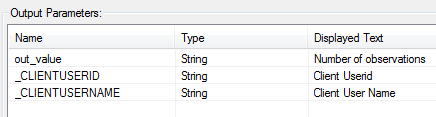 Output Parameters:
Name Type Displayed Text
out_value String Number of observations
_CLIENTUSERID String Client Userid
_CLIENTUSERNAME String Client User Name